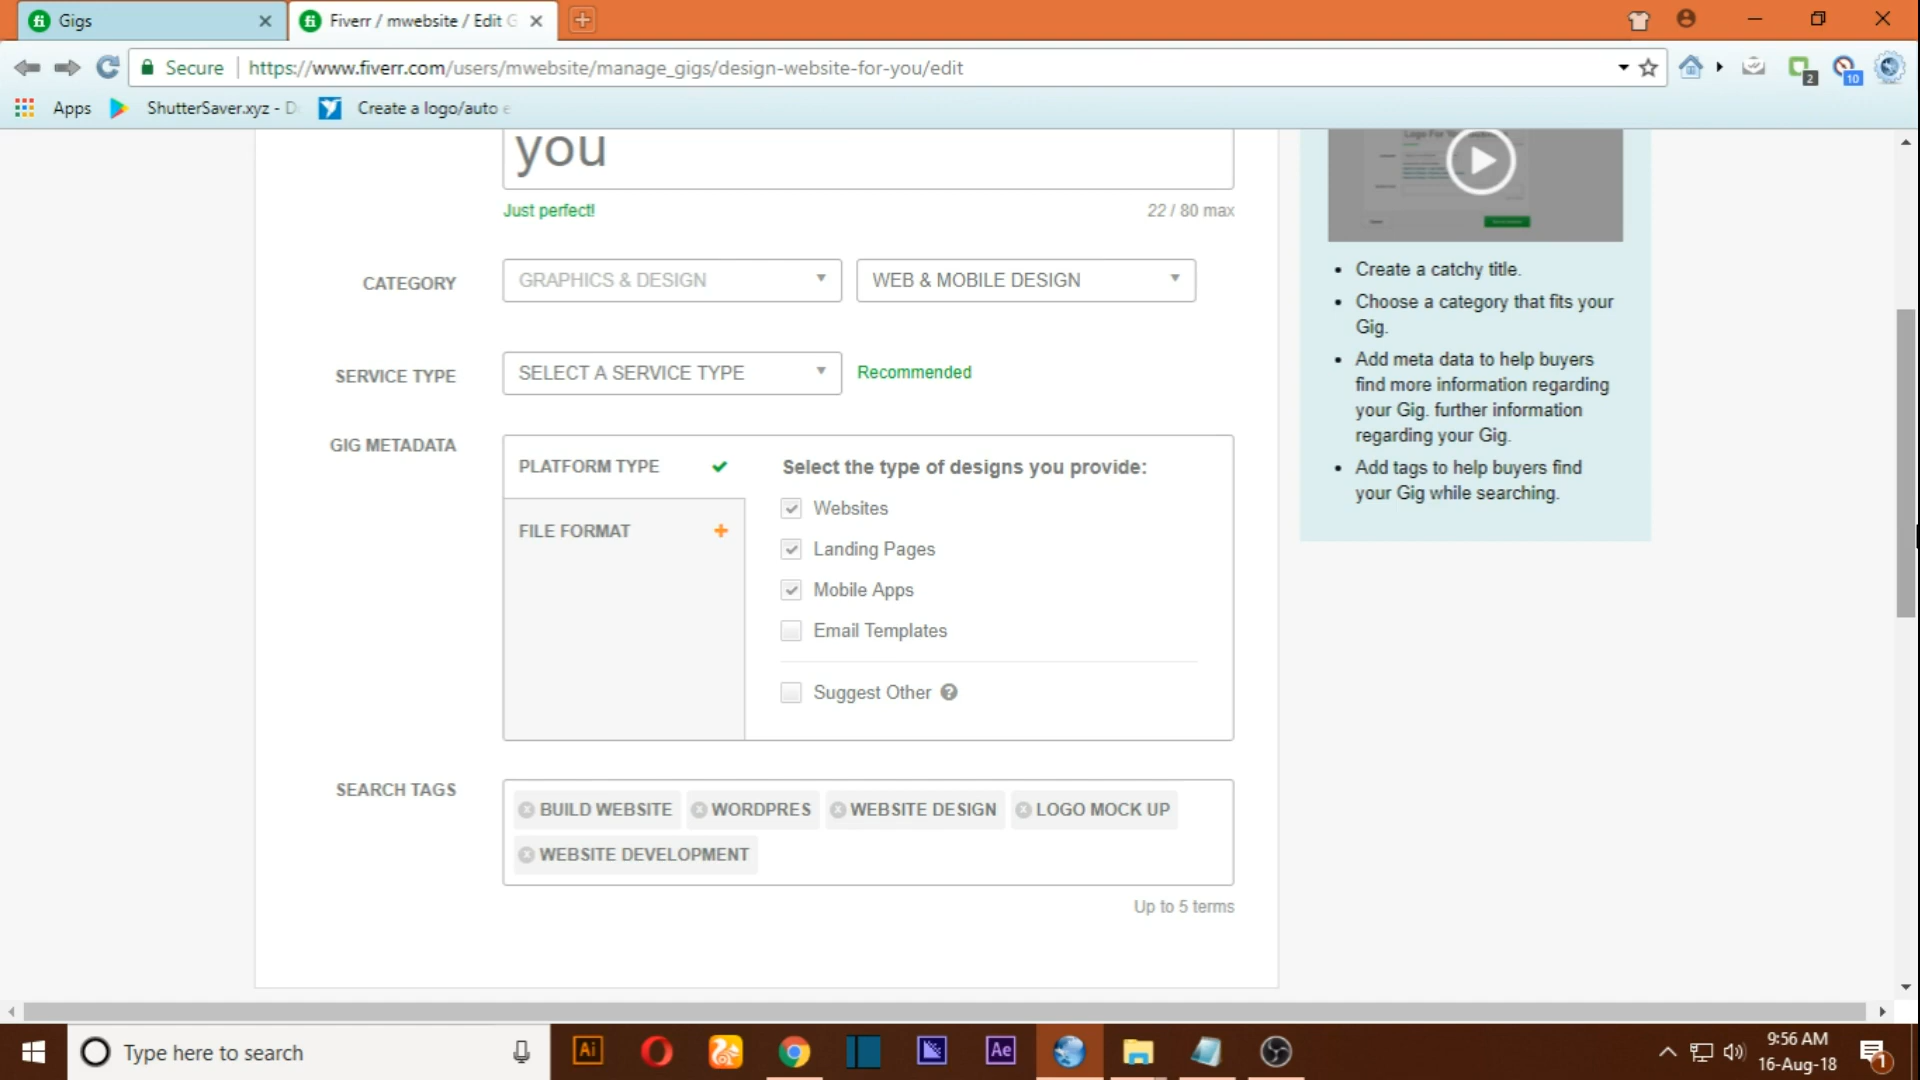 Gigs
Fiverr / mwebsite / Edit G
Secure
https://www.fiverr.com/users/mwebsite/manage_gigs/design-website-for-you/edit
2
10
Apps
ShutterSaver.xyz - D
Create a logo/auto e
you
Just perfect!
22 / 80 max
CATEGORY
GRAPHICS & DESIGN
WEB & MOBILE DESIGN
SERVICE TYPE
SELECT A SERVICE TYPE
Recommended
GIG METADATA
PLATFORM TYPE
FILE FORMAT
Select the type of designs you provide:
Websites
Landing Pages
Mobile Apps
Email Templates
Suggest Other
SEARCH TAGS
BUILD WEBSITE
WORDPRES
WEBSITE DESIGN
LOGO MOCK UP
WEBSITE DEVELOPMENT
Up to 5 terms
• Create a catchy title.
• Choose a category that fits your
Gig.
• Add meta data to help buyers
find more information regarding
your Gig. further information
regarding your Gig.
• Add tags to help buyers find
your Gig while searching.
Type here to search
Ai
Ae
9:56 AM
16-Aug-18
1